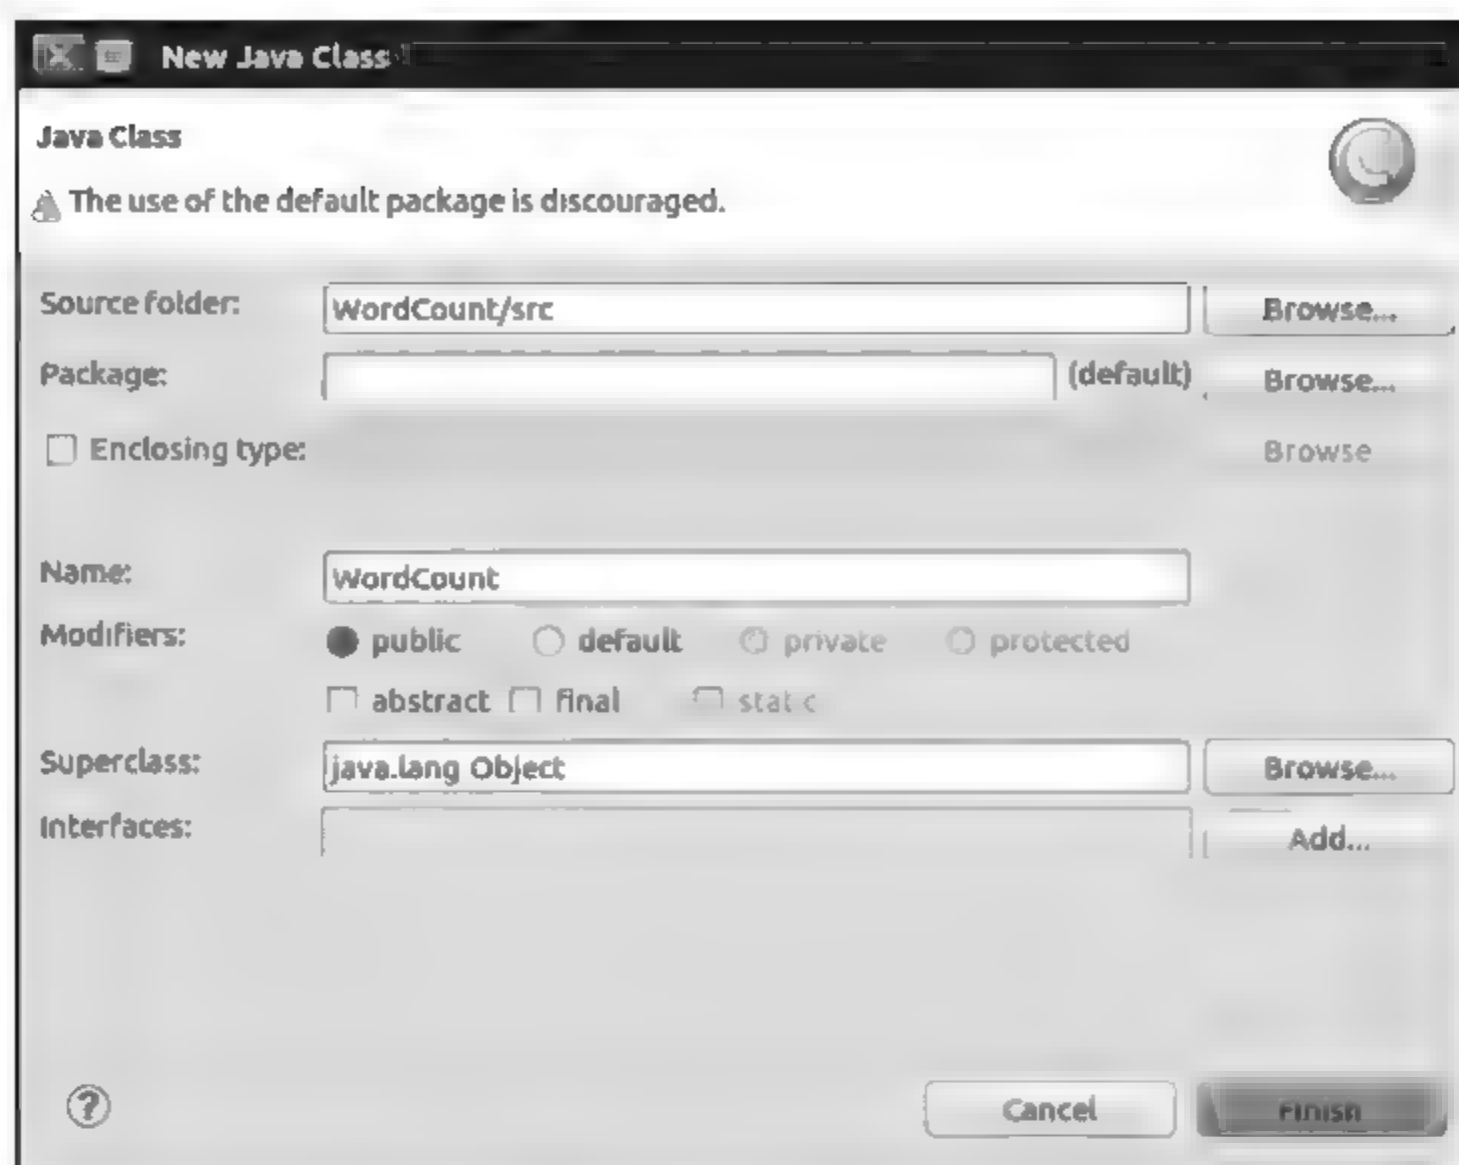 New Java Class
Java Class
The use of the default package is discouraged.
Source folder: WordCount/src Browse...
Package: (default) Browse...
Enclosing type: Browse
Name: WordCount
Modifiers: public default private protected
abstract final static
Superclass: java.lang Object Browse...
Interfaces: Add...
? Cancel Finish